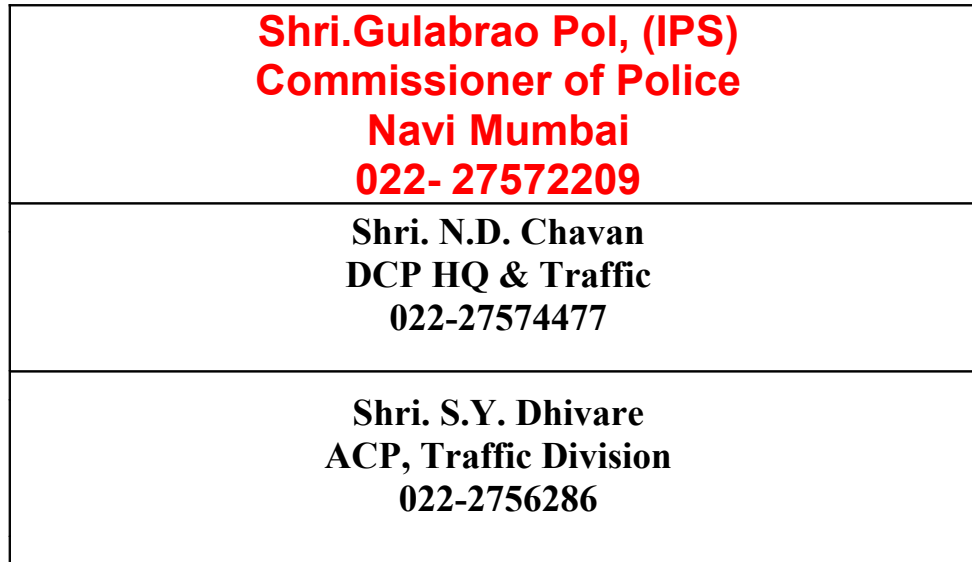 Shri.Gulabrao Pol, (IPS)
Commissioner of Police
Navi Mumbai
022- 27572209
Shri. N.D. Chavan
DCP HQ & Traffic
022-27574477
Shri. S.Y. Dhivare
ACP, Traffic Division
022-2756286